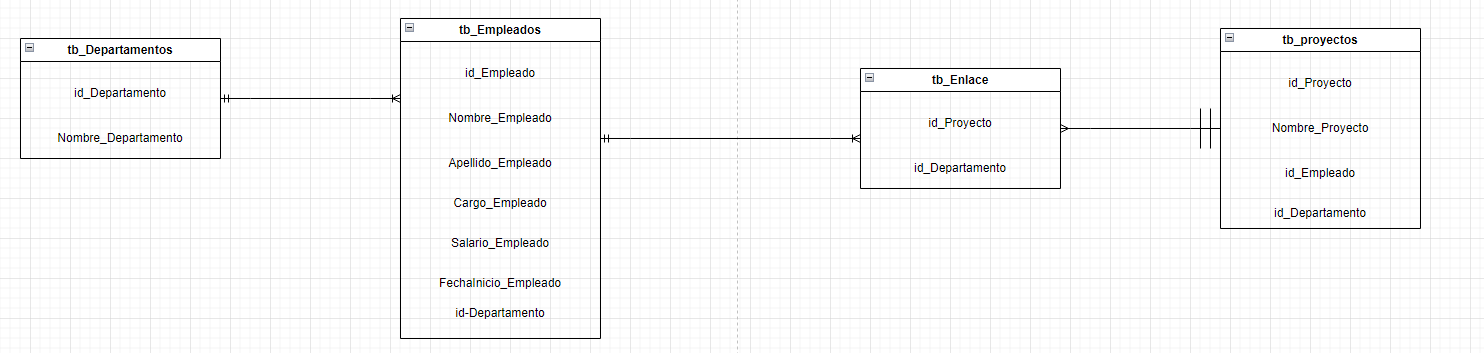 tb_Departamentos
id_Departamento
Nombre_Departamento
tb_Empleados
id_Empleado
Nombre_Empleado
Apellido_Empleado
Cargo_Empleado
Salario_Empleado
FechaInicio_Empleado
id-Departamento
tb_Enlace
id_Proyecto
id_Departamento
tb_proyectos
id_Proyecto
Nombre_Proyecto
id_Empleado
id_Departamento